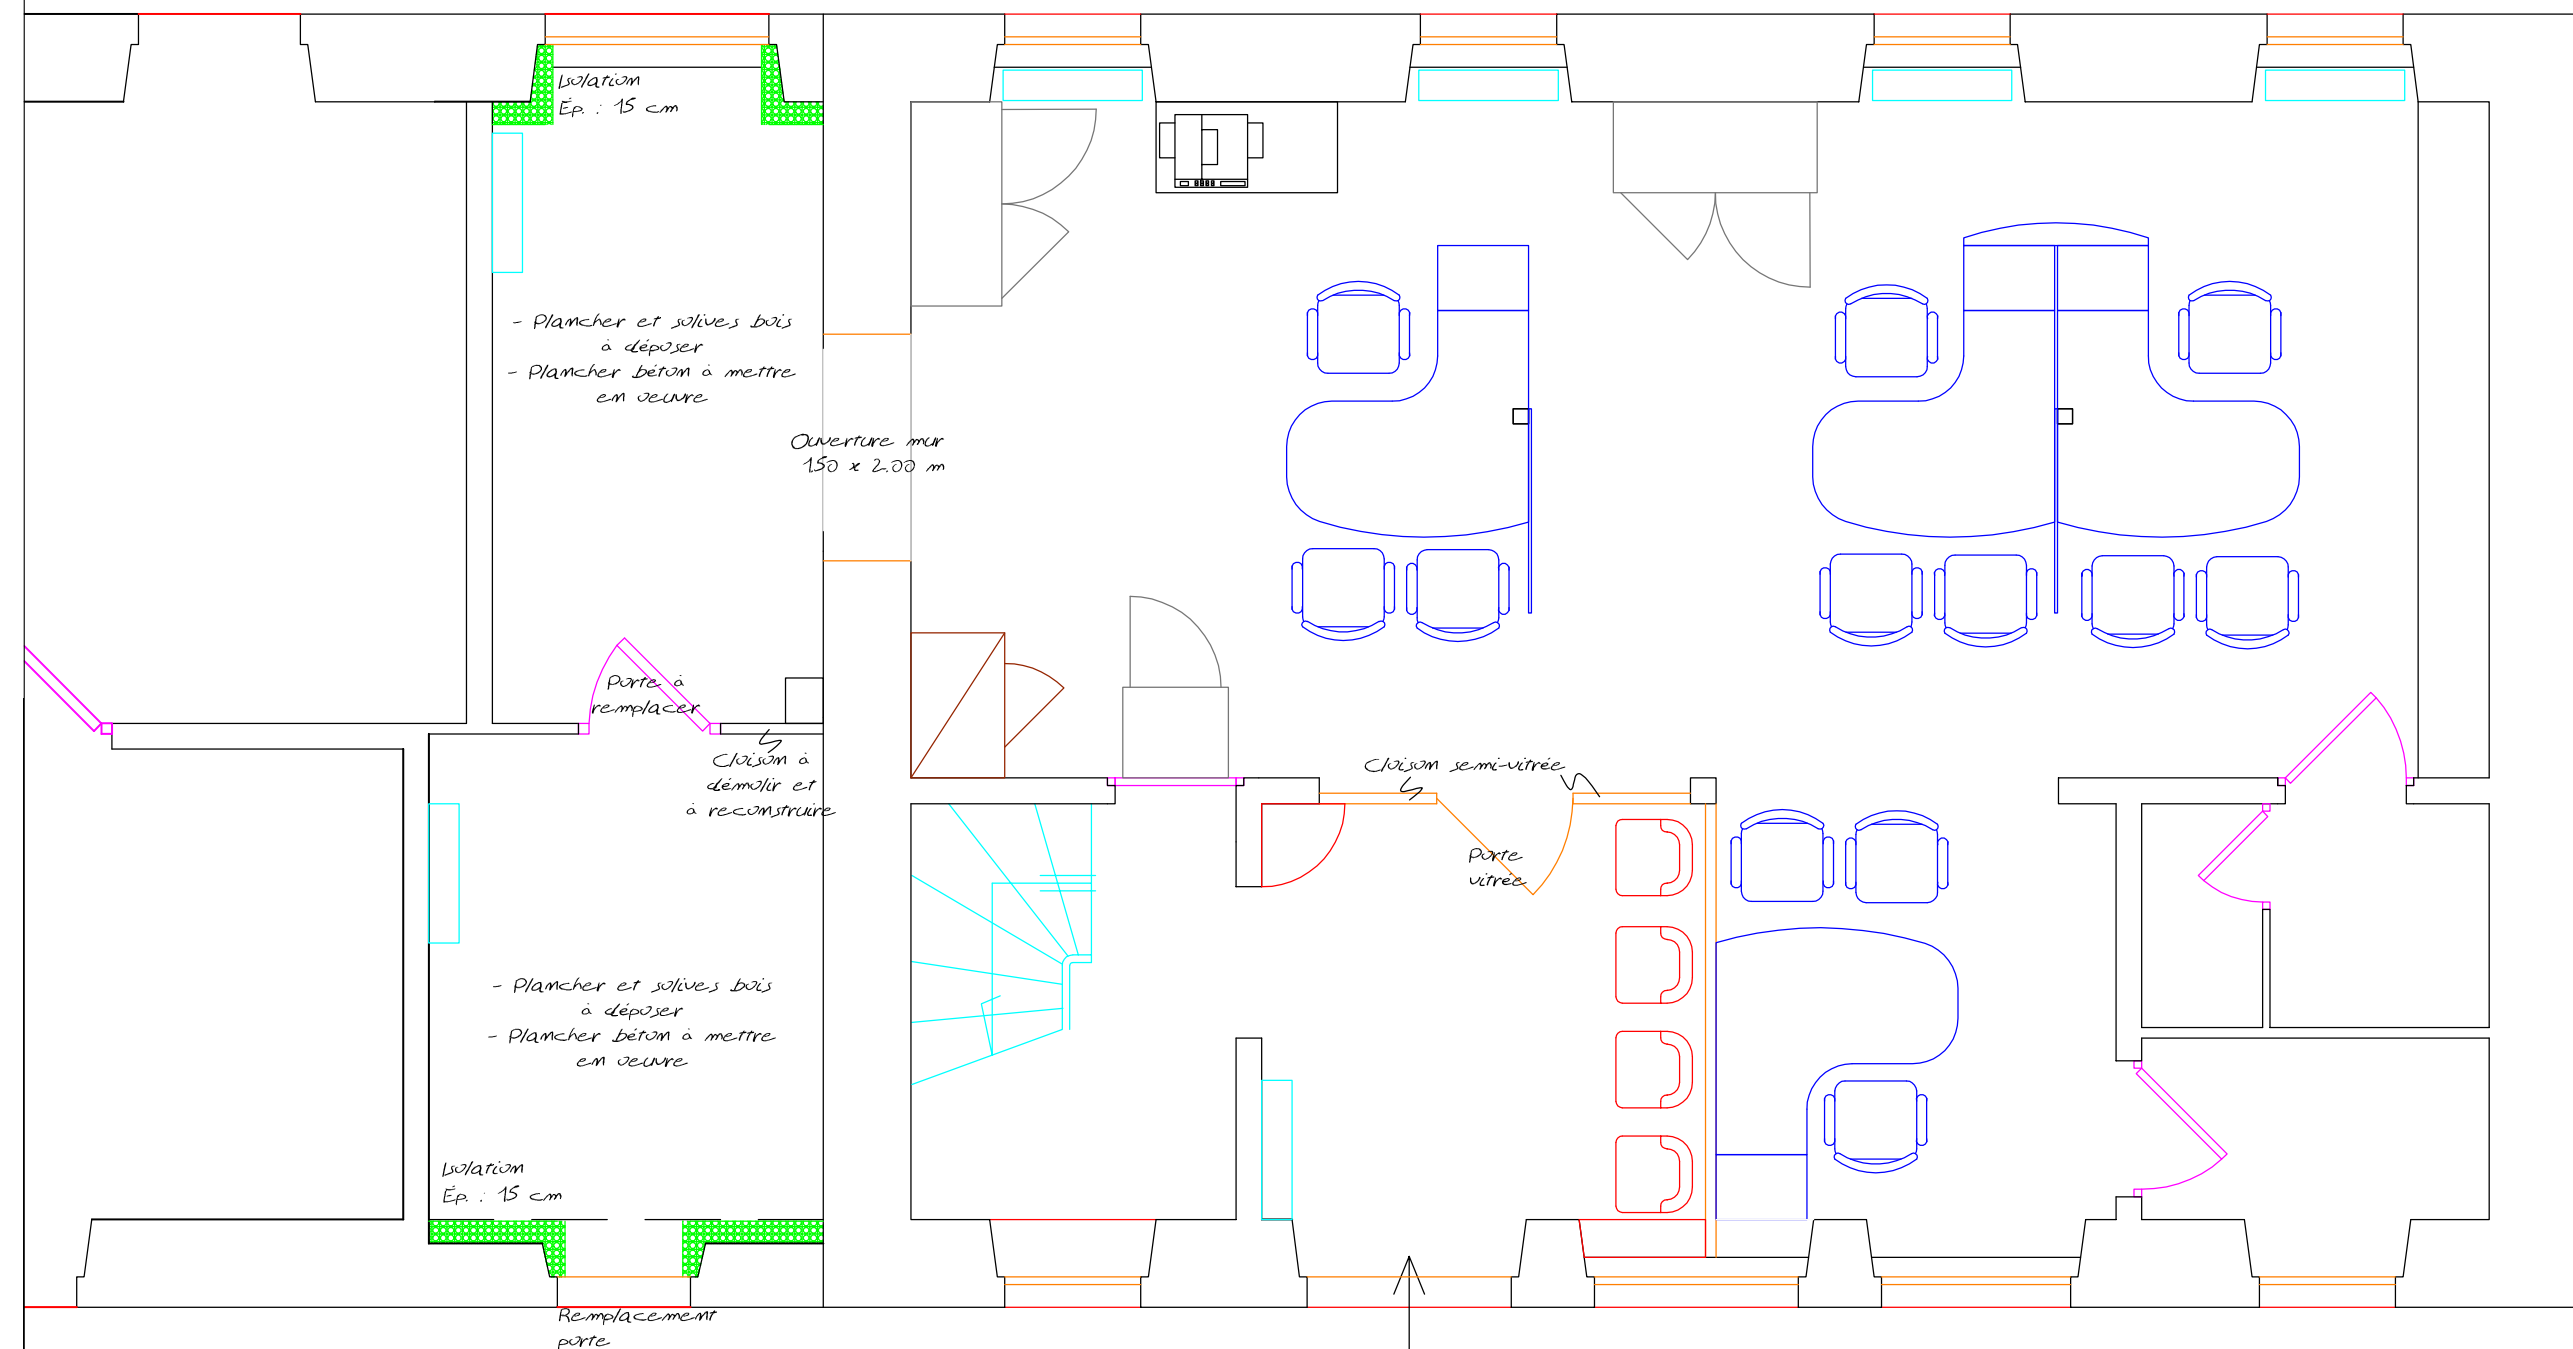 Isolation
Ép. : 15 cm
- Plancher et solives bois
à déposer
- Plancher béton à mettre
en oeuvre
Ouverture mur
1.50 x 2.00 m
Porte à
remplacer
Cloison à
démolir et
à reconstruire
Cloison semi-vitrée
Porte
vitrée
- Plancher et solives bois
à déposer
- Plancher béton à mettre
en oeuvre
Isolation
Ép. : 15 cm
Remplacement
porte